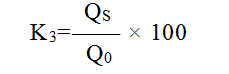 K₃= Qs / Q₀ × 100